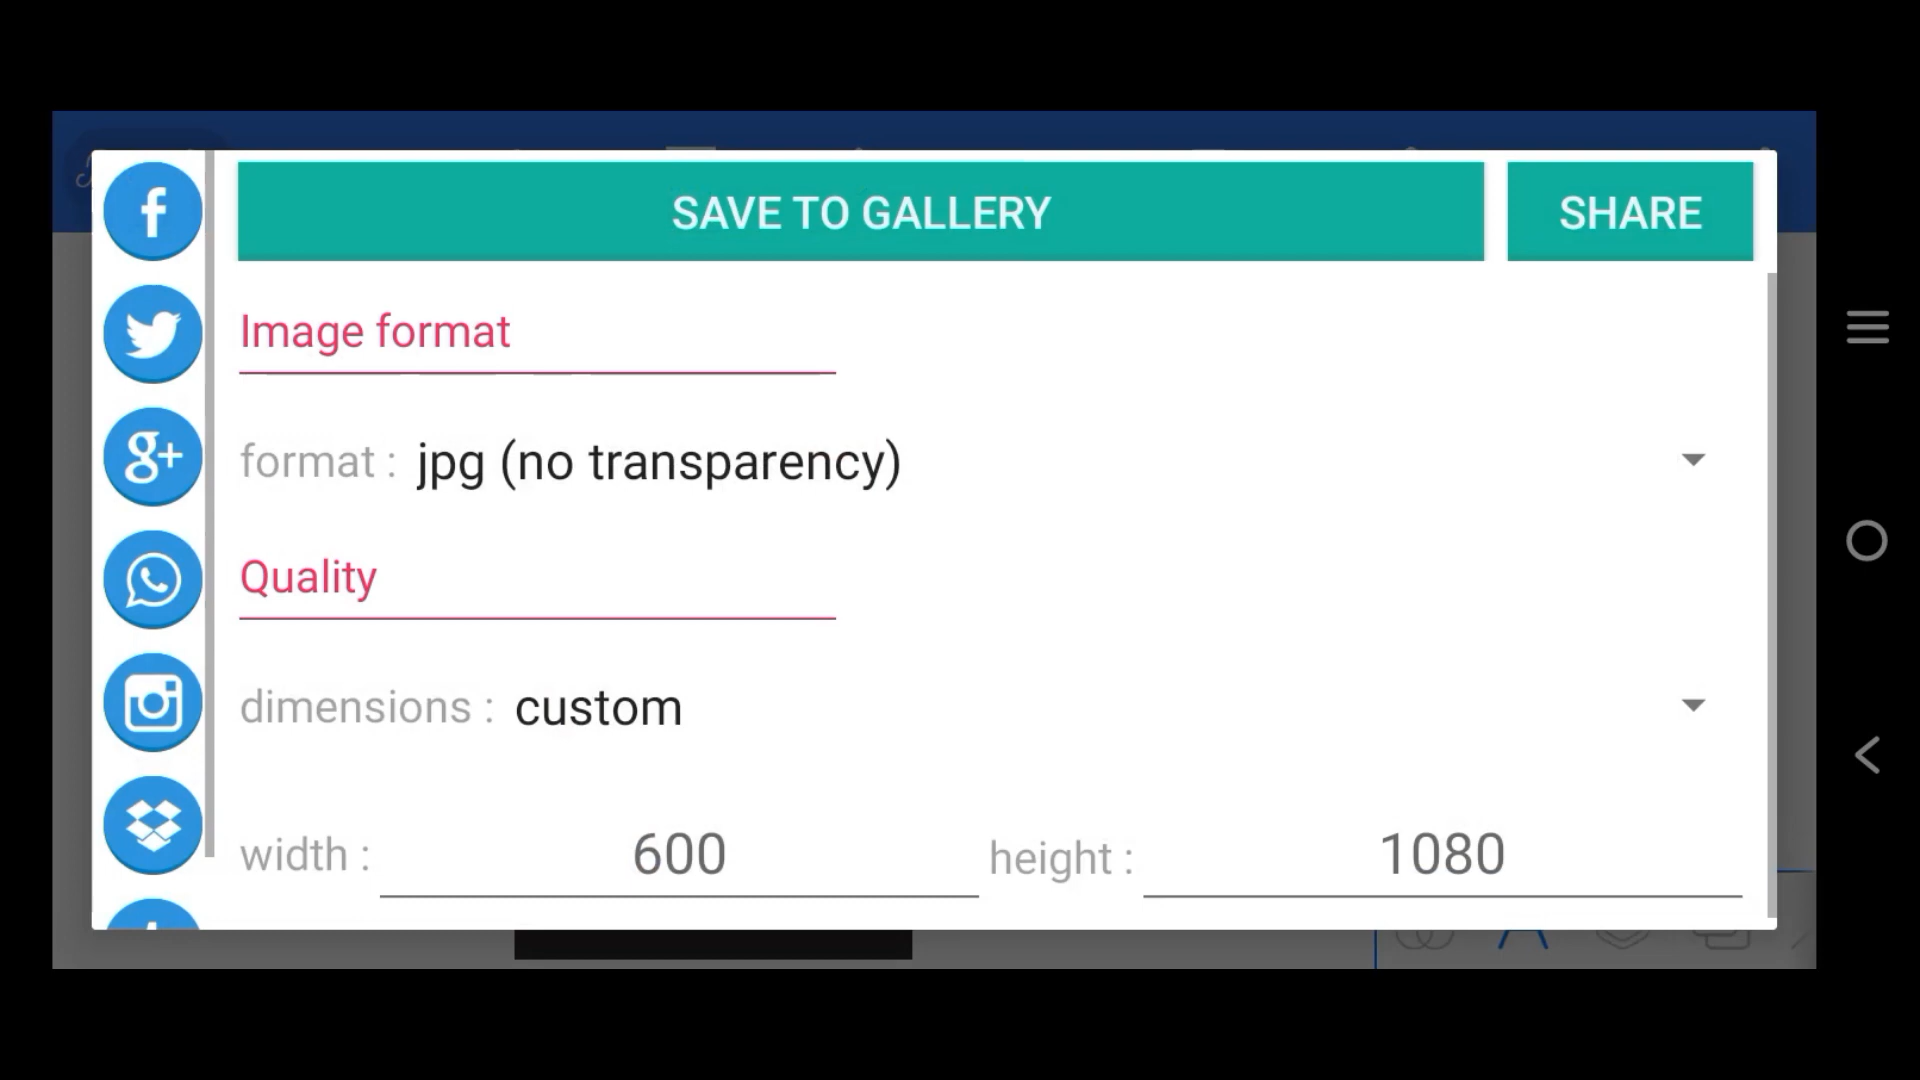 SAVE TO GALLERY
SHARE
Image format
format : jpg (no transparency)
Quality
dimensions : custom
width : 600 height : 1080